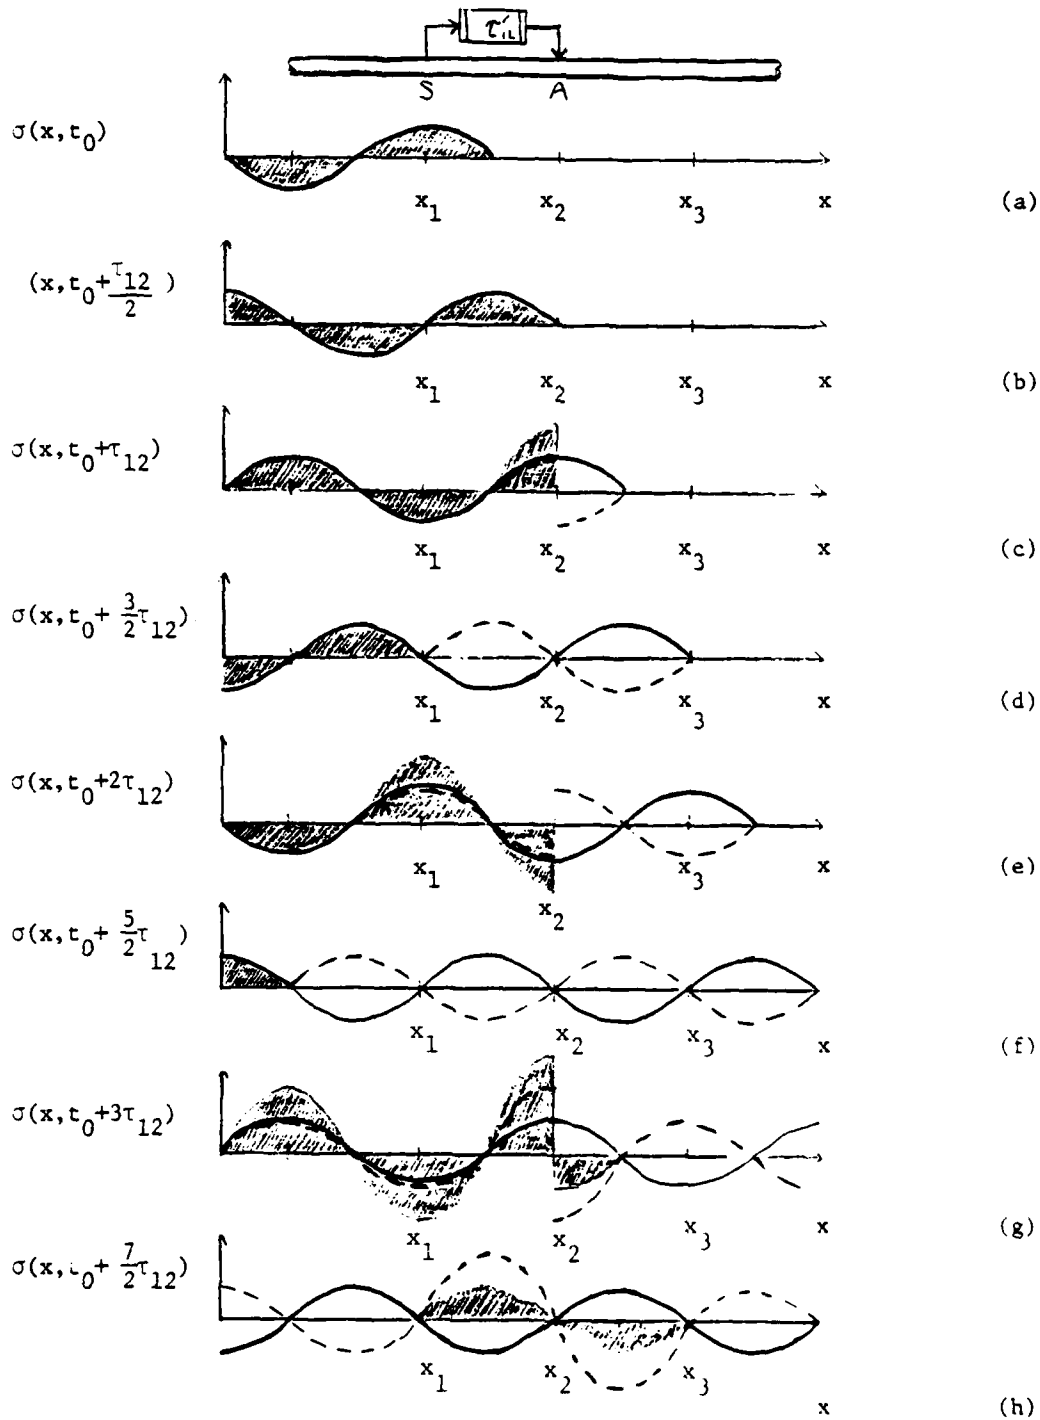 S A
σ(x,t0)
x1 x2 x3 x (a)
(x,t0+τ12/2)
x1 x2 x3 x (b)
σ(x,t0+τ12)
x1 x2 x3 x (c)
σ(x,t0+ 3/2τ12)
x1 x2 x3 x (d)
σ(x,t0+2τ12)
x1 x3 x (e)
x2
σ(x,t0+ 5/2τ12)
x1 x2 x3 x (f)
σ(x,t0+3τ12)
x1 x2 x3 x (g)
σ(x,t0+ 7/2τ12)
x1 x2 x3
x (h)